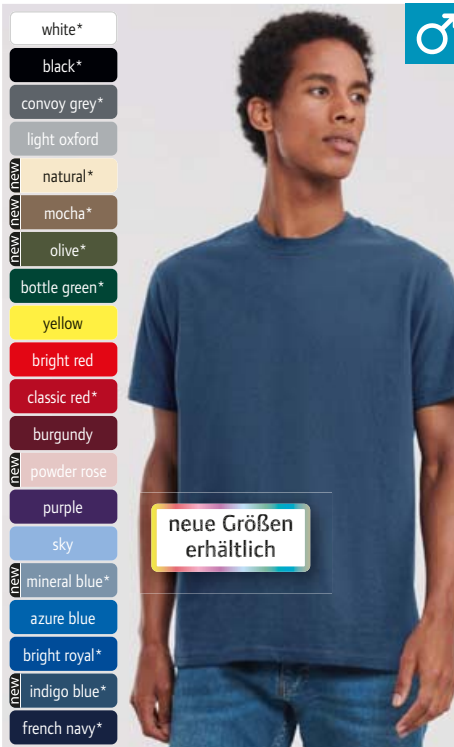 white*
black*
convoy grey*
light oxford
new
natural*
new
mocha*
new
olive*
bottle green*
yellow
bright red
classic red*
burgundy
new
powder rose
purple
sky
new
mineral blue*
azure blue
bright royal*
new
indigo blue*
french navy*
neue Größen
erhältlich